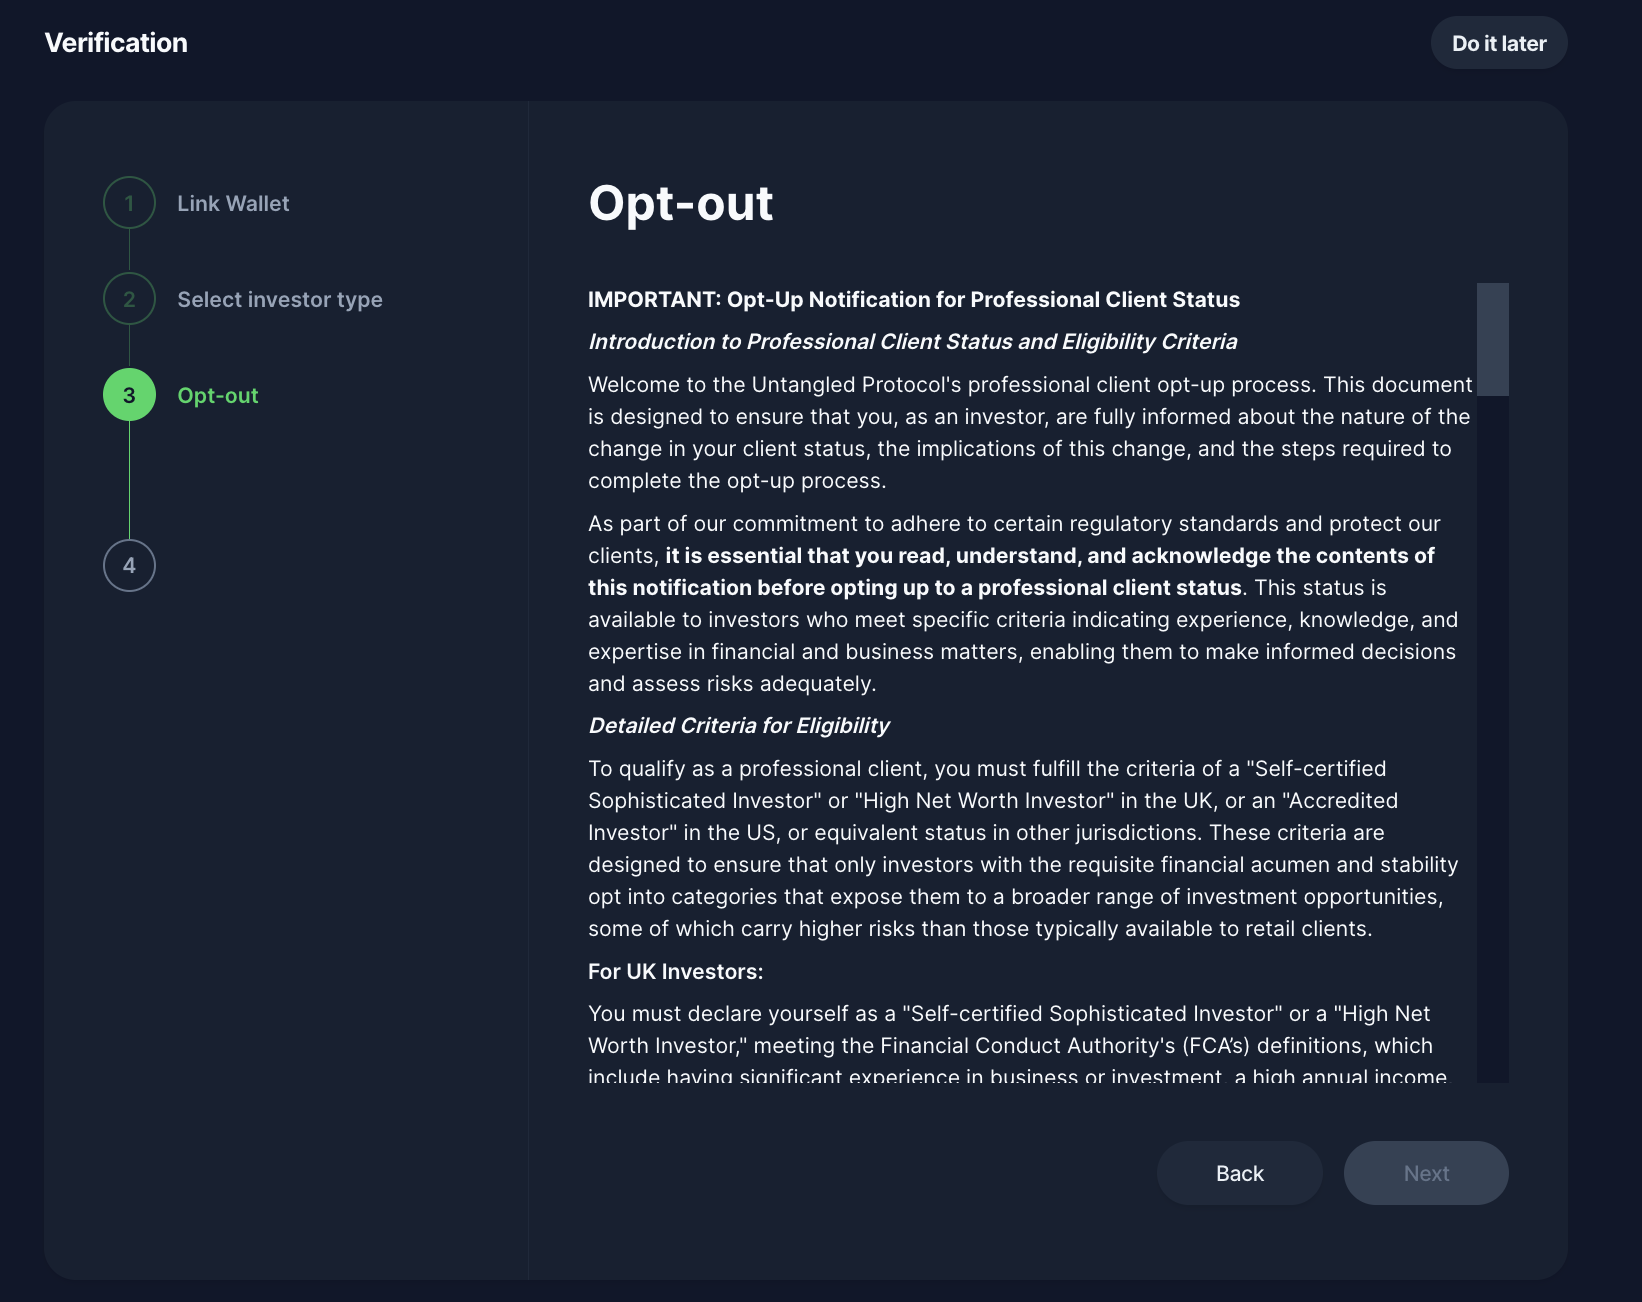 Verification
Do it later
1 Link Wallet
2 Select investor type
3 Opt-out
4
Opt-out
IMPORTANT: Opt-Up Notification for Professional Client Status
Introduction to Professional Client Status and Eligibility Criteria
Welcome to the Untangled Protocol's professional client opt-up process. This document
is designed to ensure that you, as an investor, are fully informed about the nature of the
change in your client status, the implications of this change, and the steps required to
complete the opt-up process.
As part of our commitment to adhere to certain regulatory standards and protect our
clients, it is essential that you read, understand, and acknowledge the contents of
this notification before opting up to a professional client status. This status is
available to investors who meet specific criteria indicating experience, knowledge, and
expertise in financial and business matters, enabling them to make informed decisions
and assess risks adequately.
Detailed Criteria for Eligibility
To qualify as a professional client, you must fulfill the criteria of a "Self-certified
Sophisticated Investor" or "High Net Worth Investor" in the UK, or an "Accredited
Investor" in the US, or equivalent status in other jurisdictions. These criteria are
designed to ensure that only investors with the requisite financial acumen and stability
opt into categories that expose them to a broader range of investment opportunities,
some of which carry higher risks than those typically available to retail clients.
For UK Investors:
You must declare yourself as a "Self-certified Sophisticated Investor" or a "High Net
Worth Investor," meeting the Financial Conduct Authority's (FCA’s) definitions, which
include having significant experience in business or investment, a high annual income,
Back
Next